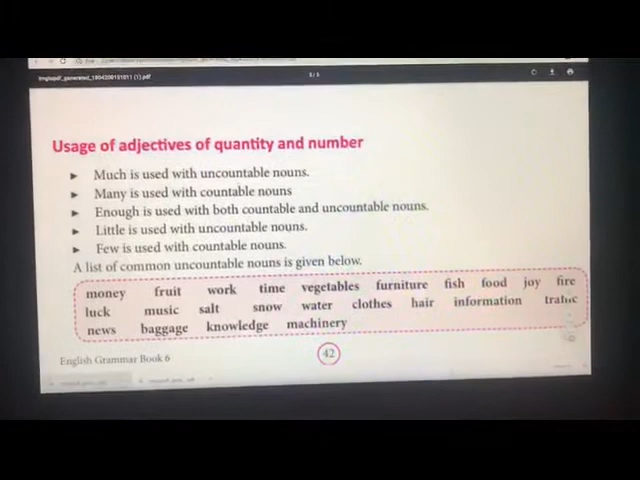 5/5
Usage of adjectives of quantity and number
► Much is used with uncountable nouns.
► Many is used with countable nouns
► Enough is used with both countable and uncountable nouns.
► Little is used with uncountable nouns.
► Few is used with countable nouns.
A list of common uncountable nouns is given below.
money fruit work time vegetables furniture fish food joy fire
luck music salt snow water clothes hair information traffic
news baggage knowledge machinery
English Grammar Book 6
42